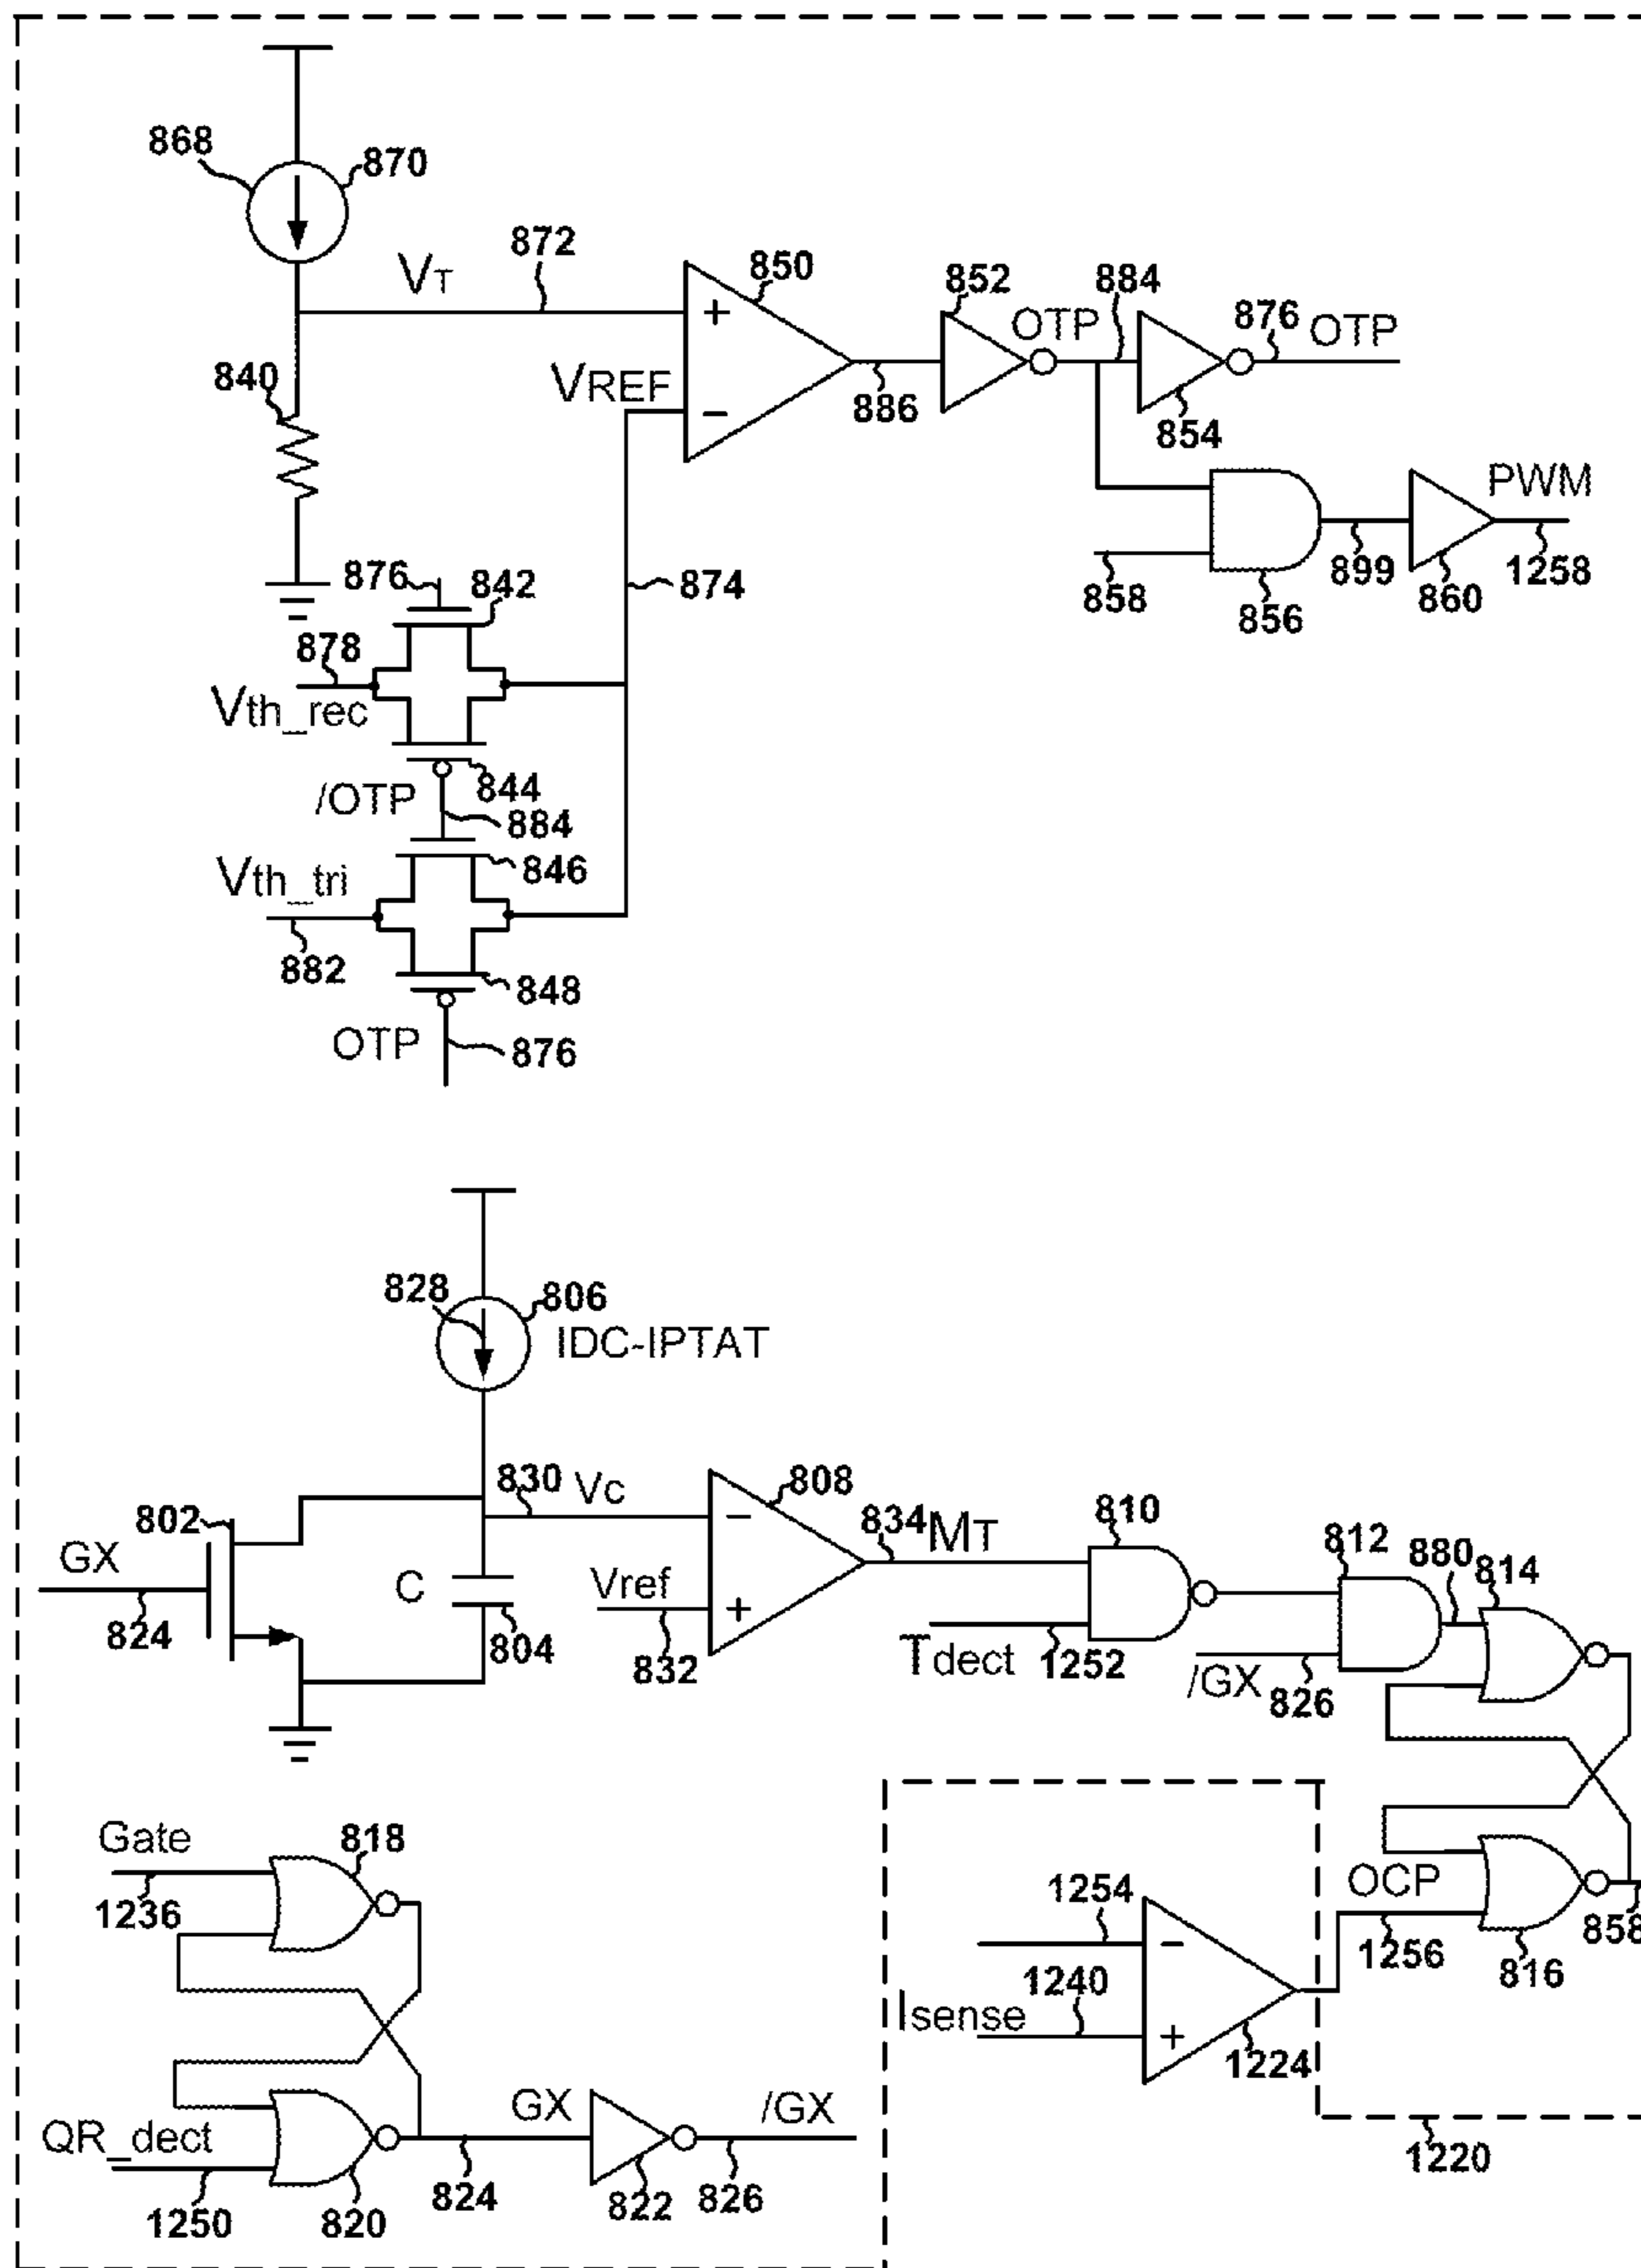 868
870
VT
872
850
852
OTP
884
876
OTP
840
VREF
886
854
PWM
876
842
874
858
856
899
860
1258
878
Vth_rec
844
/OTP
884
846
Vth_tri
882
848
OTP
876
828
806
IDC-IPTAT
830
Vc
808
802
834
MT
810
812
880
814
GX
C
Vref
824
804
832
Tdect
1252
/GX
826
Gate
818
1236
1254
OCP
1256
816
858
1240
Isense
1224
GX
/GX
QR_dect
1220
824
822
826
1250
820
+
−
−
+
−
+